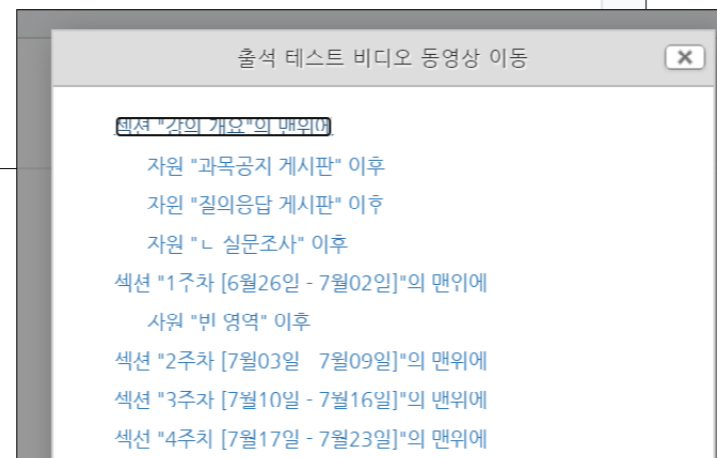 출석 테스트 비디오 동영상 이동
섹션 "강의 개요"의 맨위에
자원 "과목공지 게시판" 이후
자원 "질의응답 게시판" 이후
자원 "ㄴ 설문조사" 이후
섹션 "1주차 [6월26일 - 7월02일]"의 맨위에
자원 "빈 영역" 이후
섹션 "2주차 [7월03일 - 7월09일]"의 맨위에
섹션 "3주차 [7월10일 - 7월16일]"의 맨위에
섹션 "4주차 [7월17일 - 7월23일]"의 맨위에